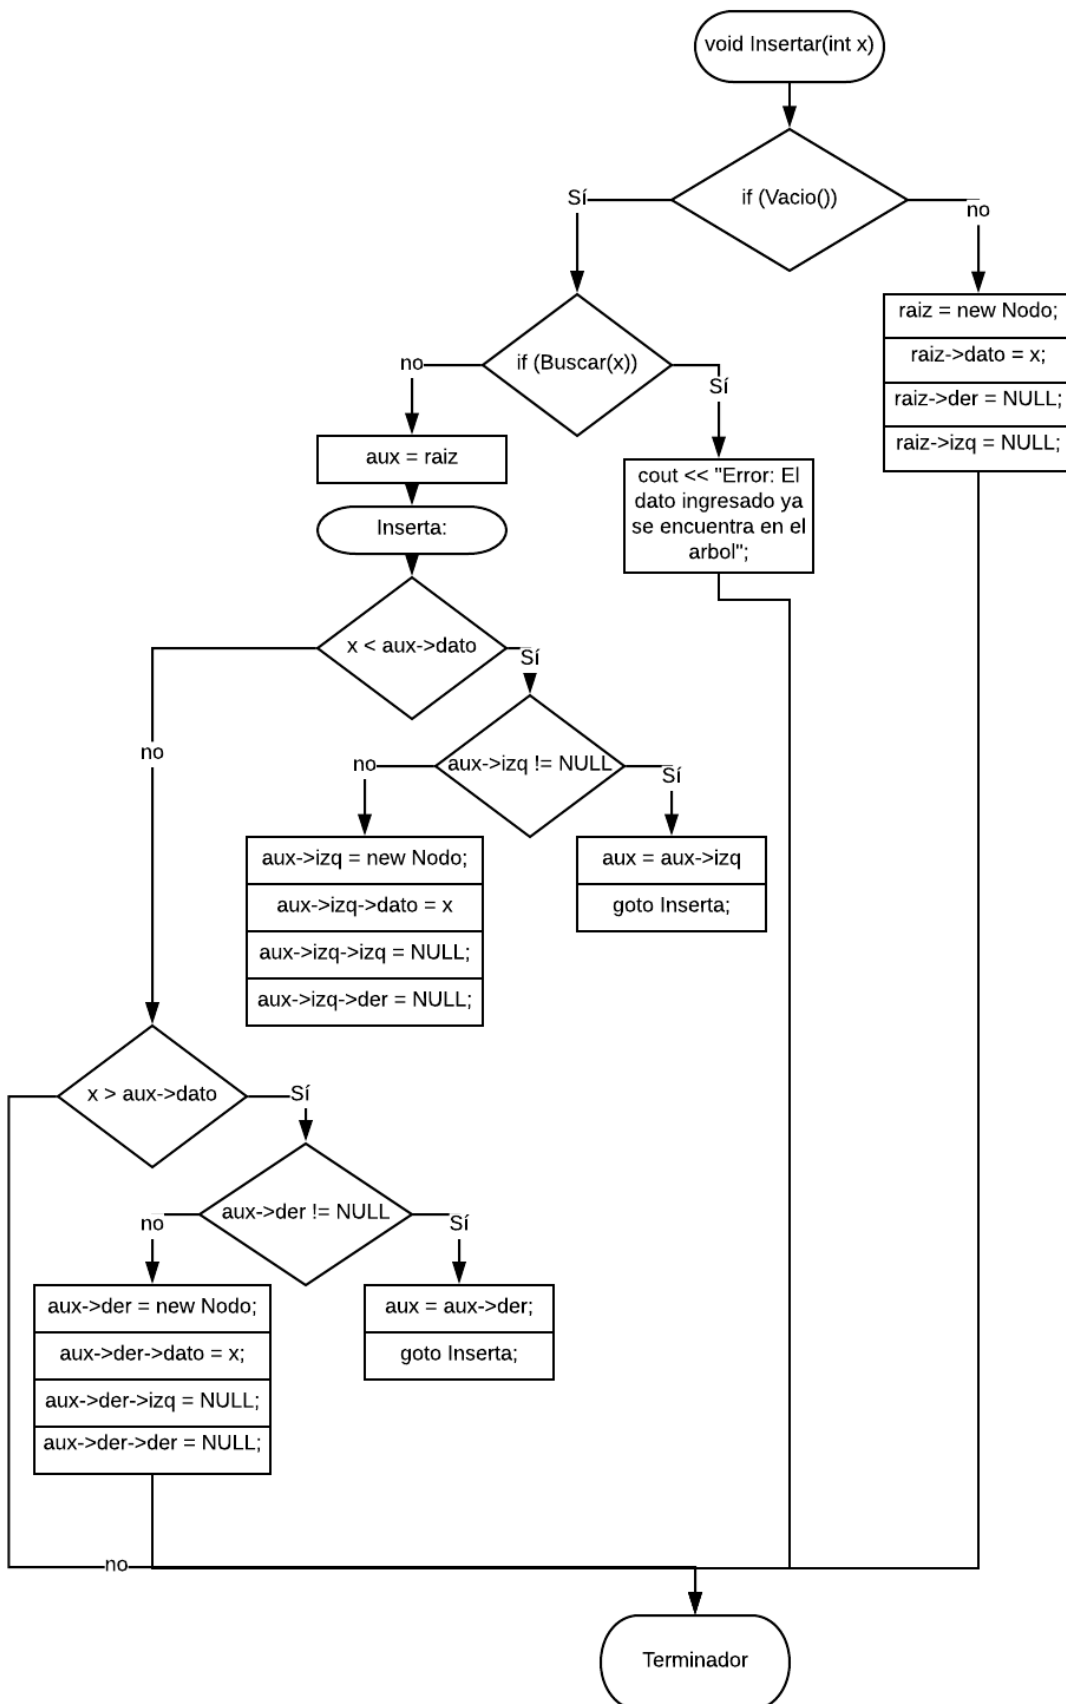 void Insertar(int x)
if (Vacio())
Sí
no
raiz = new Nodo;
raiz->dato = x;
raiz->der = NULL;
raiz->izq = NULL;
if (Buscar(x))
no
Sí
aux = raiz
cout << "Error: El
dato ingresado ya
se encuentra en el
arbol";
Inserta:
x < aux->dato
Sí
no
aux->izq != NULL
no
Sí
aux->izq = new Nodo;
aux->izq->dato = x
aux->izq->izq = NULL;
aux->izq->der = NULL;
aux = aux->izq
goto Inserta;
x > aux->dato
Sí
aux->der != NULL
no
Sí
aux->der = new Nodo;
aux->der->dato = x;
aux->der->izq = NULL;
aux->der->der = NULL;
aux = aux->der;
goto Inserta;
no
Terminador